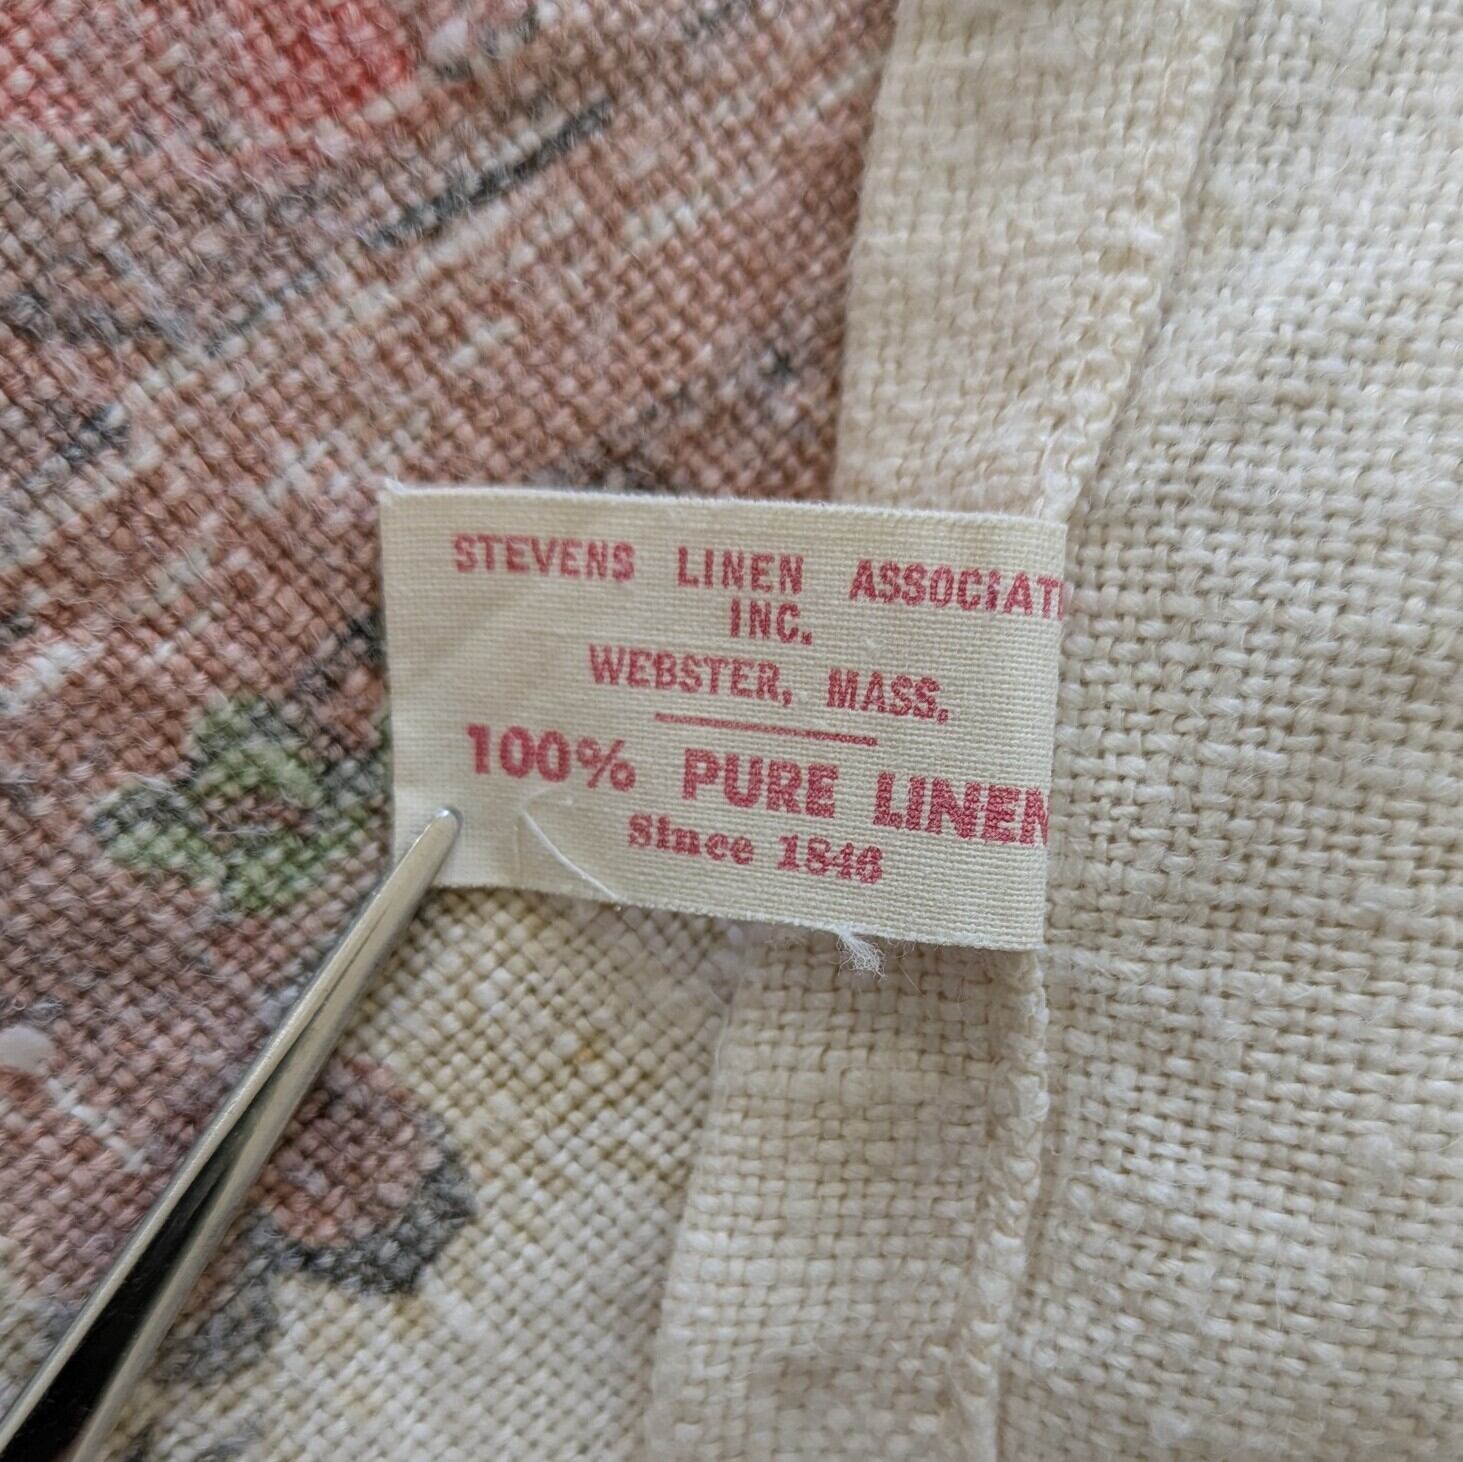 STEVENS LINEN ASSOCIAT
INC.
WEBSTER, MASS.
100% PURE LINEN
Since 1846